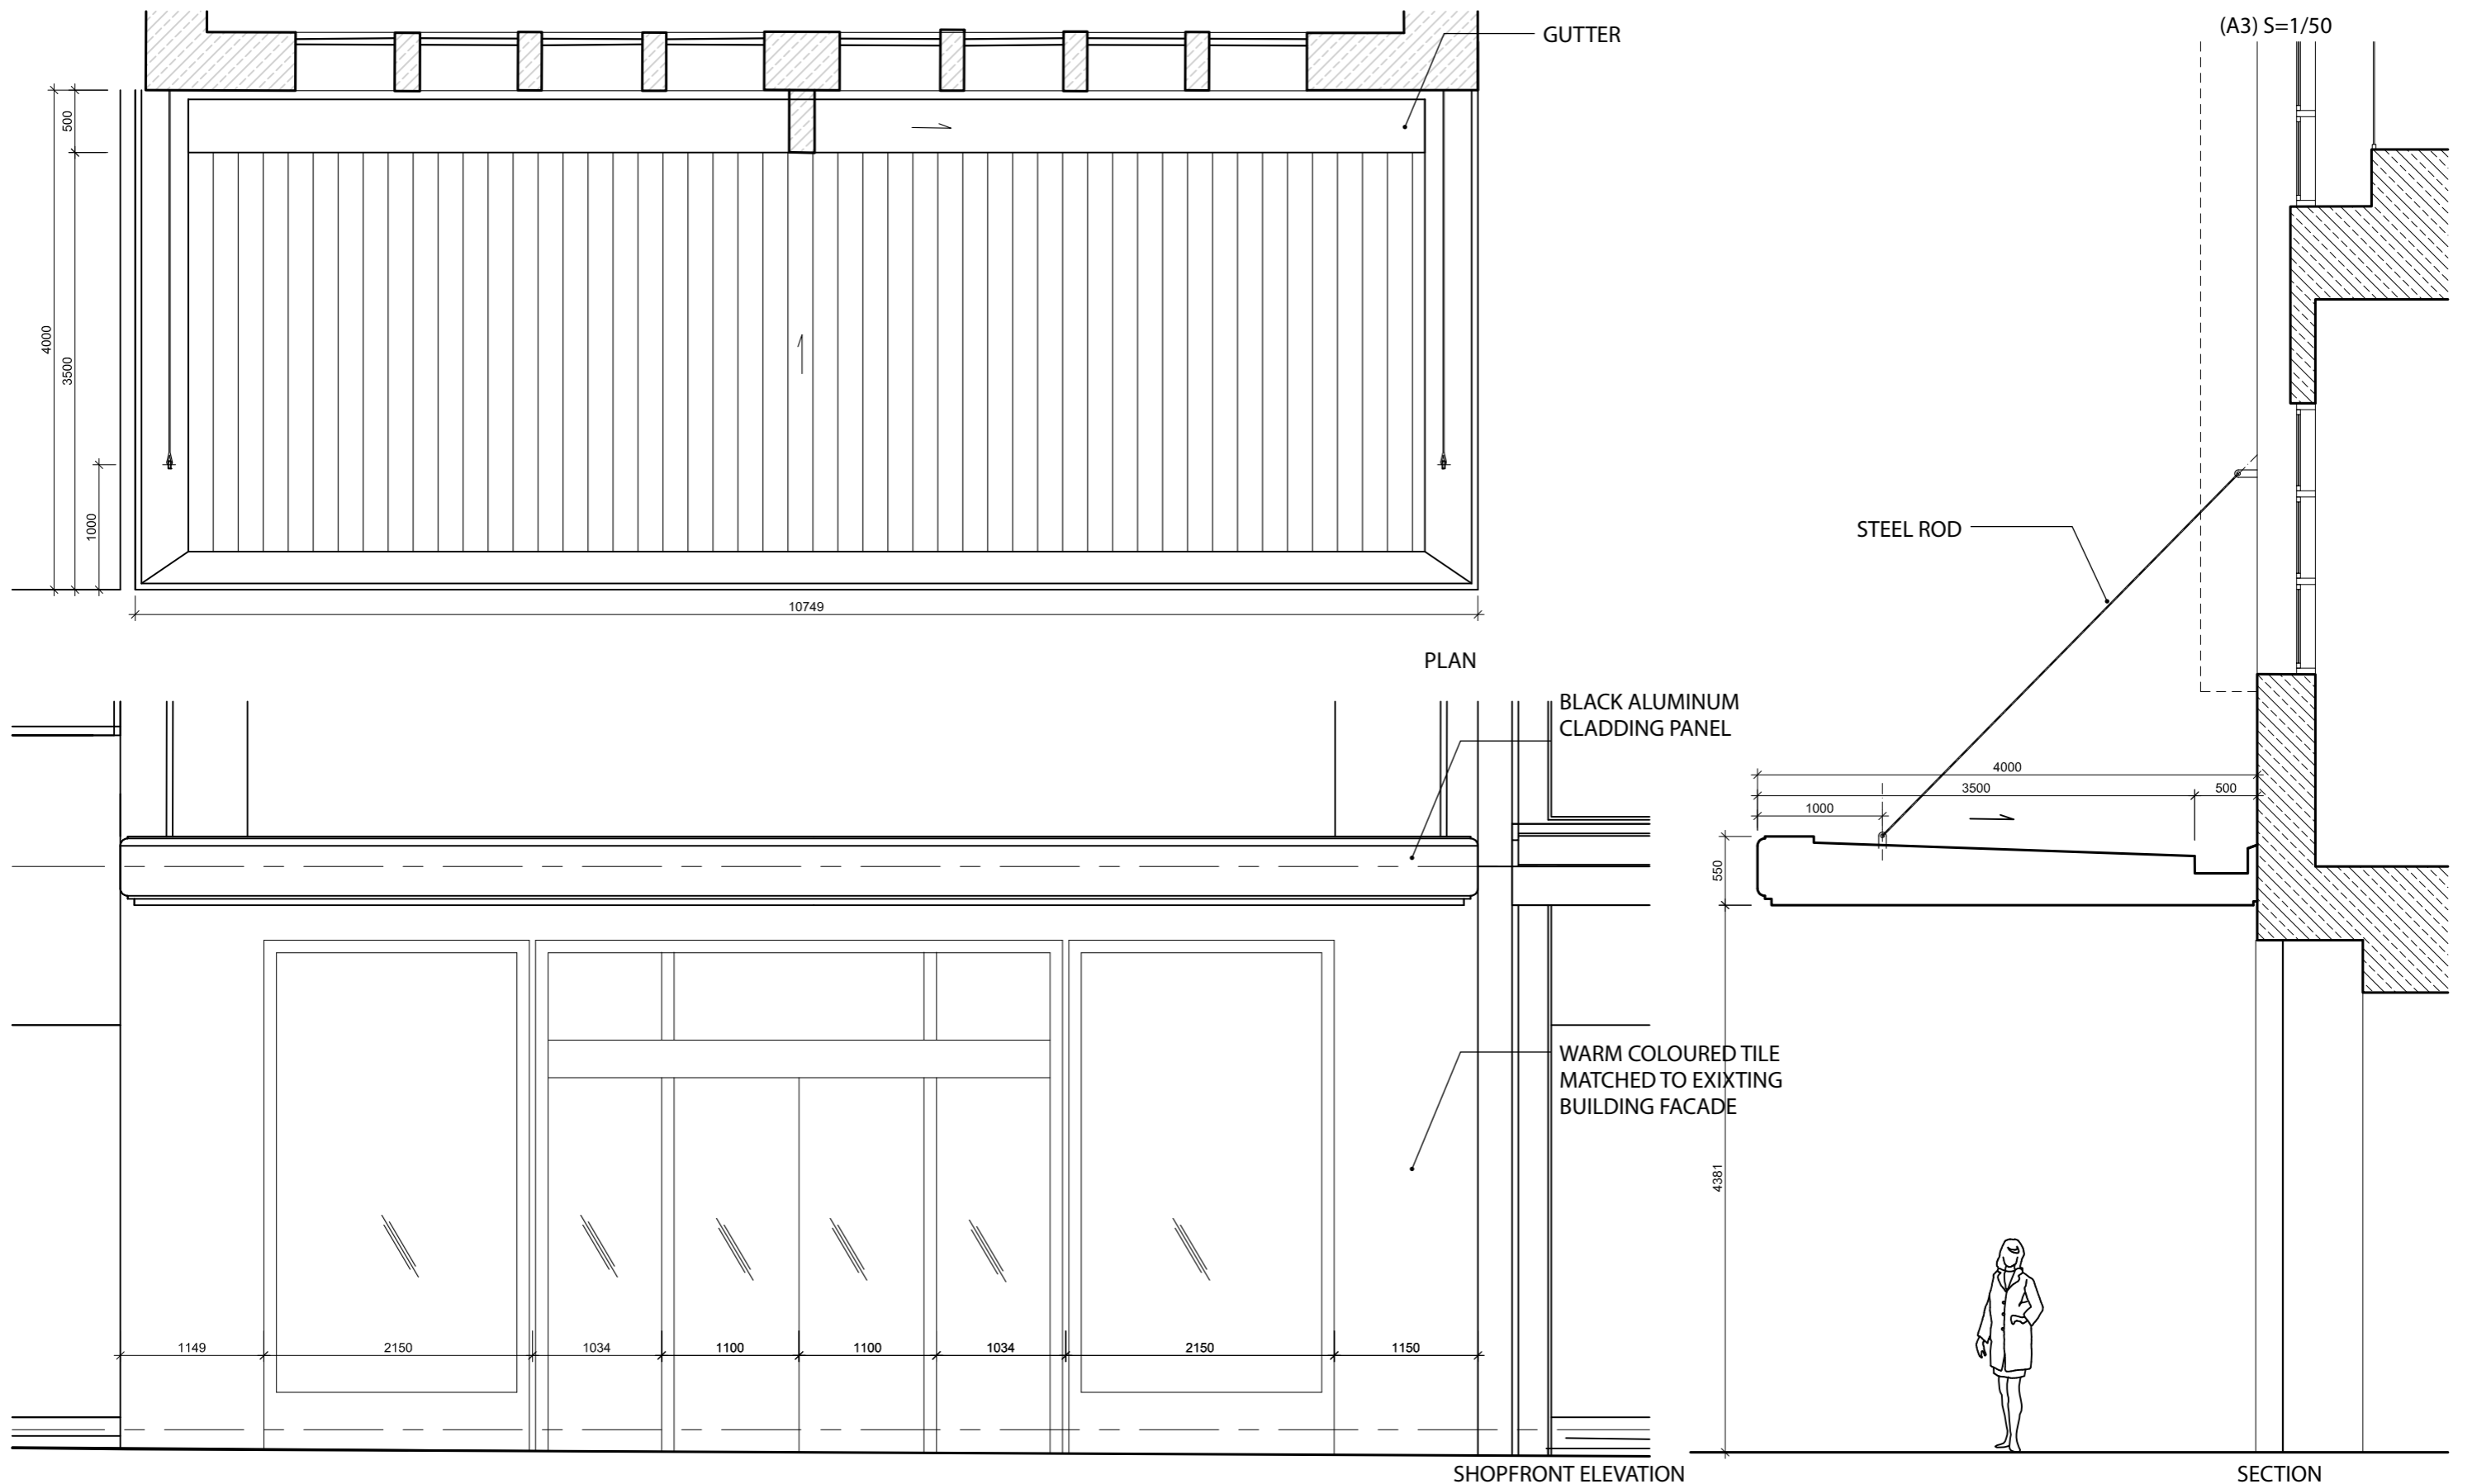 (A3) S=1/50
GUTTER
500
4000
3500
1000
10749
PLAN
STEEL ROD
BLACK ALUMINUM
CLADDING PANEL
4000
3500
500
1000
550
WARM COLOURED TILE
MATCHED TO EXIXTING
BUILDING FACADE
4381
1149
2150
1034
1100
1100
1034
2150
1150
SHOPFRONT ELEVATION
SECTION